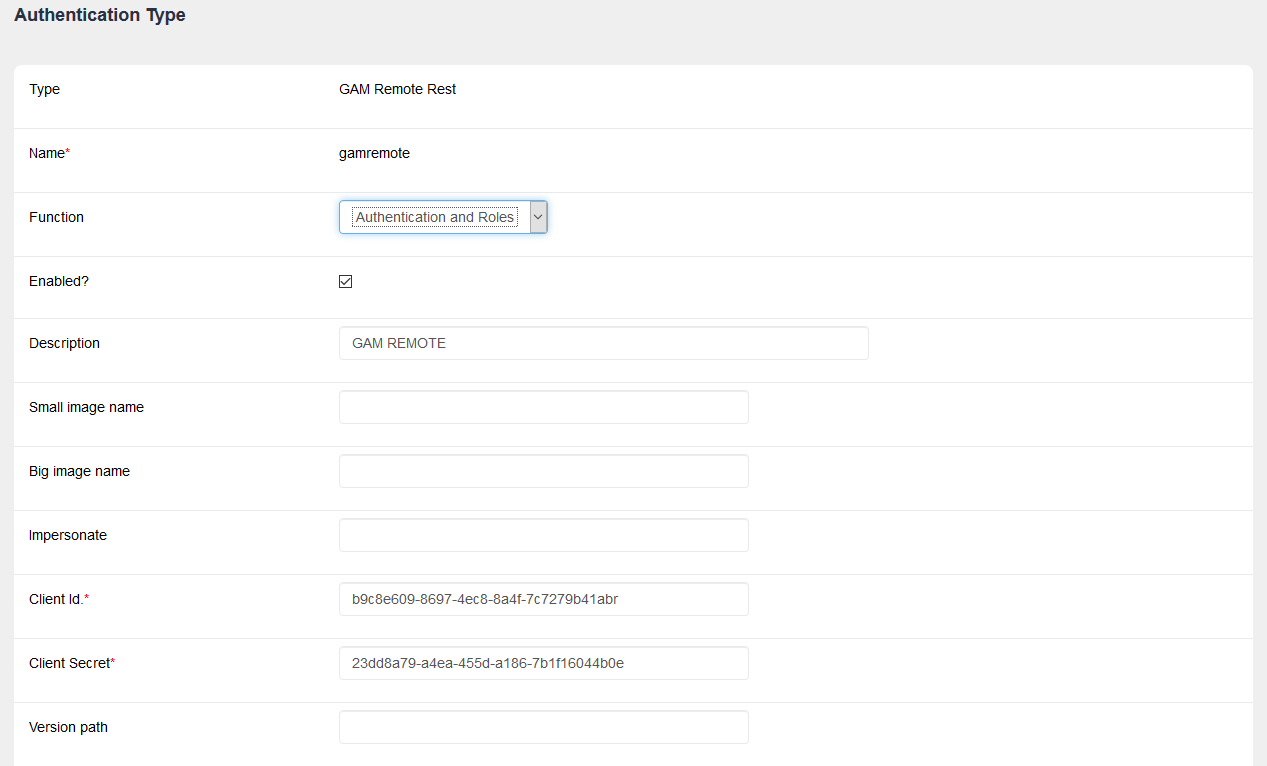 Authentication Type
Type GAM Remote Rest
Name* gamremote
Function Authentication and Roles
Enabled?
Description GAM REMOTE
Small image name
Big image name
Impersonate
Client Id.* b9c8e609-8697-4ec8-8a4f-7c7279b41abr
Client Secret* 23dd8a79-a4ea-455d-a186-7b1f16044b0e
Version path